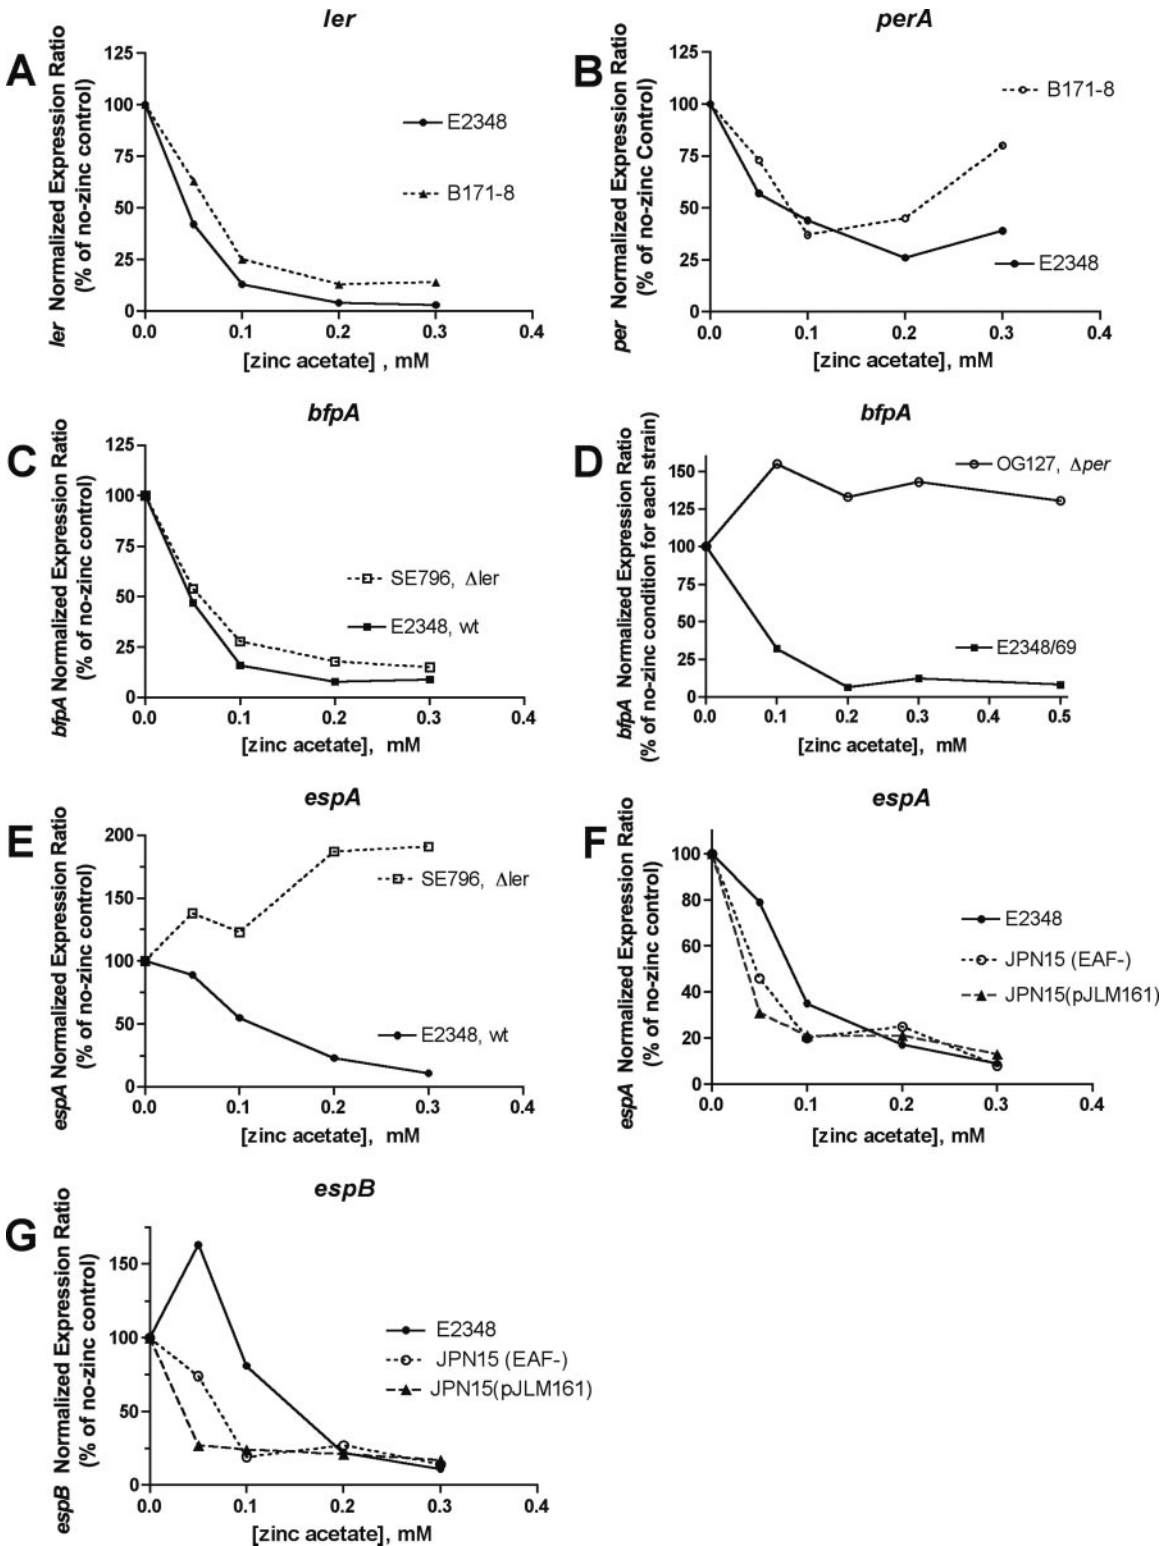 ler
A
ler Normalized Expression Ratio
(% of no-zinc control)
125
100
75
50
25
0
E2348
B171-8
0.0 0.1 0.2 0.3 0.4
[zinc acetate] , mM
perA
B
per Normalized Expression Ratio
(% of no-zinc Control)
125
100
75
50
25
0
B171-8
E2348
0.0 0.1 0.2 0.3 0.4
[zinc acetate], mM
bfpA
C
bfpA Normalized Expression Ratio
(% of no-zinc control)
125
100
75
50
25
0
SE796, Δler
E2348, wt
0.0 0.1 0.2 0.3 0.4
[zinc acetate], mM
bfpA
D
bfpA Normalized Expression Ratio
(% of no-zinc condition for each strain)
150
125
100
75
50
25
0
OG127, Δper
E2348/69
0.0 0.1 0.2 0.3 0.4 0.5
[zinc acetate], mM
espA
E
espA Normalized Expression Ratio
(% of no-zinc control)
200
150
100
50
0
SE796, Δler
E2348, wt
0.0 0.1 0.2 0.3 0.4
[zinc acetate], mM
espA
F
espA Normalized Expression Ratio
(% of no-zinc control)
100
80
60
40
20
0
E2348
JPN15 (EAF-)
JPN15(pJLM161)
0.0 0.1 0.2 0.3 0.4
[zinc acetate], mM
espB
G
espB Normalized Expression Ratio
(% of no-zinc control)
150
100
50
0
E2348
JPN15 (EAF-)
JPN15(pJLM161)
0.0 0.1 0.2 0.3 0.4
[zinc acetate], mM